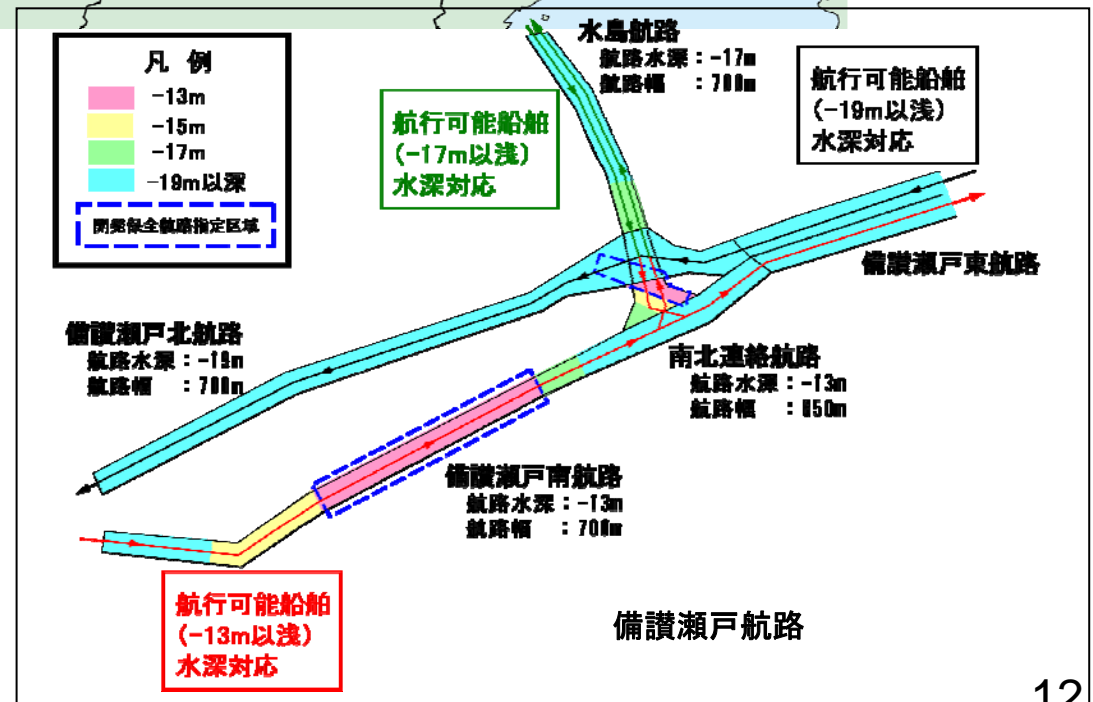 凡 例
-13m
-15m
-17m
-19m以深
開発保全航路指定区域
水島航路
航路水深：-17m
航路幅 ：700m
航行可能船舶
(-17m以浅)
水深対応
航行可能船舶
(-19m以浅)
水深対応
備讃瀬戸東航路
備讃瀬戸北航路
航路水深：-19m
航路幅 ：700m
南北連絡航路
航路水深：-13m
備讃瀬戸南航路
航路水深：-13m
航路幅 ：700m
航行可能船舶
(-13m以浅)
水深対応
備讃瀬戸航路
12